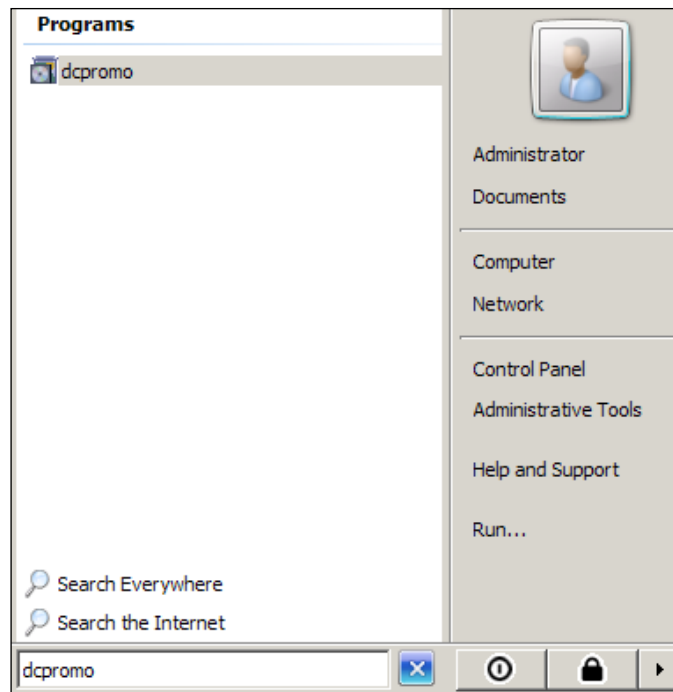 Programs
dcpromo
Search Everywhere
Search the Internet
dcpromo
Administrator
Documents
Computer
Network
Control Panel
Administrative Tools
Help and Support
Run...